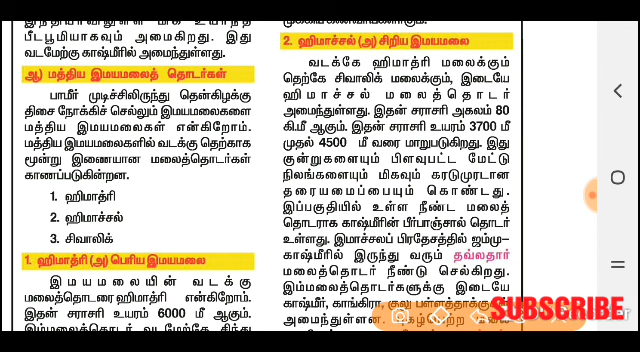 பீடபூமியாகவும் அமைகிறது. இது
வடமேற்கு காஷ்மீரில் அமைந்துள்ளது.
ஆ) மத்திய இமயமலைத் தொடர்கள்
பாமீர் முடிச்சிலிருந்து தென்கிழக்கு
திசை நோக்கிச் செல்லும் இமயமலைகளை
மத்திய இமயமலைகள் என்கிறோம்.
மத்திய இமயமலைகளில் வடக்கு தெற்காக
மூன்று இணையான மலைத்தொடர்கள்
காணப்படுகின்றன.
1. ஹிமாத்ரி
2. ஹிமாச்சல்
3. சிவாலிக்
1. ஹிமாத்ரி (அ) பெரிய இமயமலை
இமயமலையின் வடக்கு
மலைத்தொடரை ஹிமாத்ரி என்கிறோம்.
இதன் சராசரி உயரம் 6000 மீ ஆகும்.
இம்மலைத்தொடர் வடமேற்கே சிந்து
2. ஹிமாச்சல் (அ) சிறிய இமயமலை
வடக்கே ஹிமாத்ரி மலைக்கும்
தெற்கே சிவாலிக் மலைக்கும், இடையே
ஹிமாச்சல் மலைத்தொடர்
அமைந்துள்ளது. இதன் சராசரி அகலம் 80
கி.மீ ஆகும். இதன் சராசரி உயரம் 3700 மீ
முதல் 4500 மீ வரை மாறுபடுகிறது. இது
குன்றுகளையும் பிளவுபட்ட மேட்டு
நிலங்களையும் மிகவும் கரடுமுரடான
தரையமைப்பையும் கொண்டது.
இப்பகுதியில் உள்ள நீண்ட மலைத்
தொடராக காஷ்மீரின் பீர்பாஞ்சால் தொடர்
உள்ளது. இமாச்சலப் பிரதேசத்தில் ஜம்மு–
காஷ்மீரில் இருந்து வரும் தவ்லதார்
மலைத்தொடர் நீண்டு செல்கிறது.
இம்மலைத்தொடர்களுக்கு இடையே
காஷ்மீர், காங்கிரா, குலு
அமைந்துள்ளன.
SUBSCRIBE